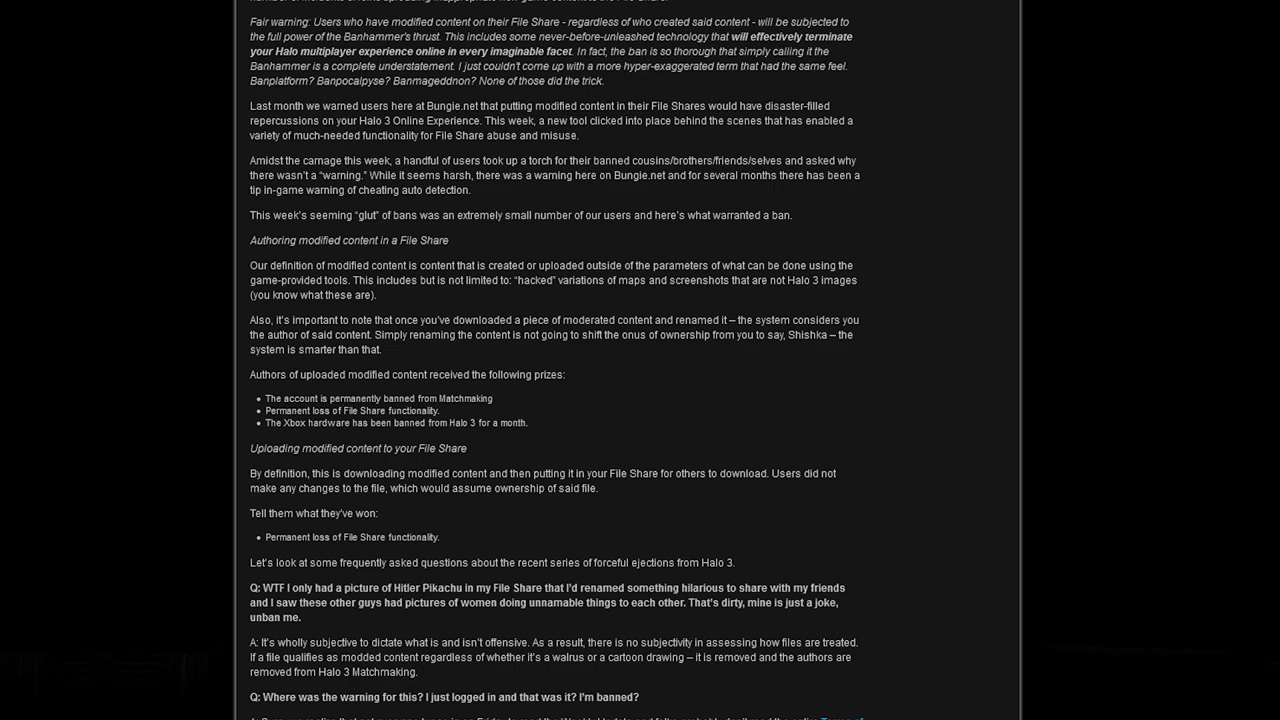 Fair warning: Users who have modified content on their File Share - regardless of who created said content - will be subjected to
the full power of the Banhammer's thrust. This includes some never-before-unleashed technology that will effectively terminate
your Halo multiplayer experience online in every imaginable facet. In fact, the ban is so thorough that simply calling it the
Banhammer is a complete understatement. I just couldn't come up with a more hyper-exaggerated term that had the same feel.
Banplatform? Banpocalpyse? Banmageddnon? None of those did the trick.
Last month we warned users here at Bungie.net that putting modified content in their File Shares would have disaster-filled
repercussions on your Halo 3 Online Experience. This week, a new tool clicked into place behind the scenes that has enabled a
variety of much-needed functionality for File Share abuse and misuse.
Amidst the carnage this week, a handful of users took up a torch for their banned cousins/brothers/friends/selves and asked why
there wasn't a “warning.” While it seems harsh, there was a warning here on Bungie.net and for several months there has been a
tip in-game warning of cheating auto detection.
This week's seeming “glut” of bans was an extremely small number of our users and here's what warranted a ban.
Authoring modified content in a File Share
Our definition of modified content is content that is created or uploaded outside of the parameters of what can be done using the
game-provided tools. This includes but is not limited to: “hacked” variations of maps and screenshots that are not Halo 3 images
(you know what these are).
Also, it's important to note that once you've downloaded a piece of moderated content and renamed it – the system considers you
the author of said content. Simply renaming the content is not going to shift the onus of ownership from you to say, Shishka – the
system is smarter than that.
Authors of uploaded modified content received the following prizes:
• The account is permanently banned from Matchmaking
• Permanent loss of File Share functionality.
• The Xbox hardware has been banned from Halo 3 for a month.
Uploading modified content to your File Share
By definition, this is downloading modified content and then putting it in your File Share for others to download. Users did not
make any changes to the file, which would assume ownership of said file.
Tell them what they've won:
• Permanent loss of File Share functionality.
Let's look at some frequently asked questions about the recent series of forceful ejections from Halo 3.
Q: WTF I only had a picture of Hitler Pikachu in my File Share that I'd renamed something hilarious to share with my friends
and I saw these other guys had pictures of women doing unnamable things to each other. That's dirty, mine is just a joke,
unban me.
A: It's wholly subjective to dictate what is and isn't offensive. As a result, there is no subjectivity in assessing how files are treated.
If a file qualifies as modded content regardless of whether it's a walrus or a cartoon drawing – it is removed and the authors are
removed from Halo 3 Matchmaking.
Q: Where was the warning for this? I just logged in and that was it? I'm banned?